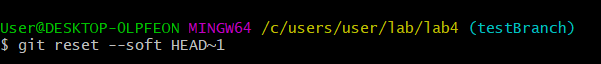 User@DESKTOP-OLPFEON MINGW64 /c/users/user/lab/lab4 (testBranch)
$ git reset --soft HEAD~1